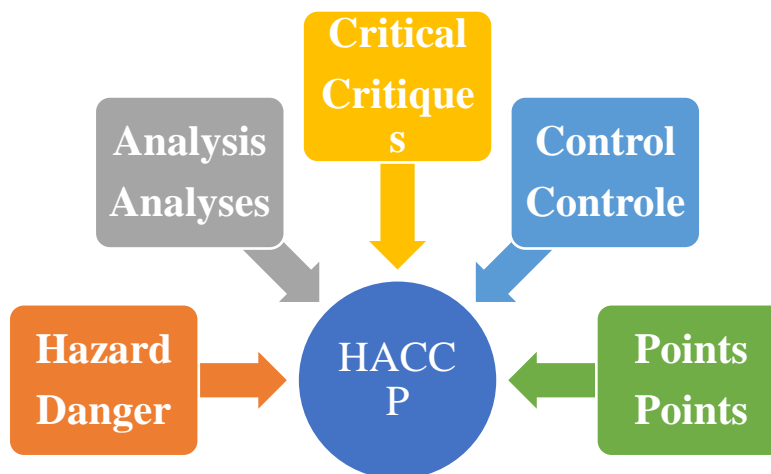 Critical
Critique
s
Analysis
Analyses
Control
Controle
Hazard
Danger
HACC
P
Points
Points